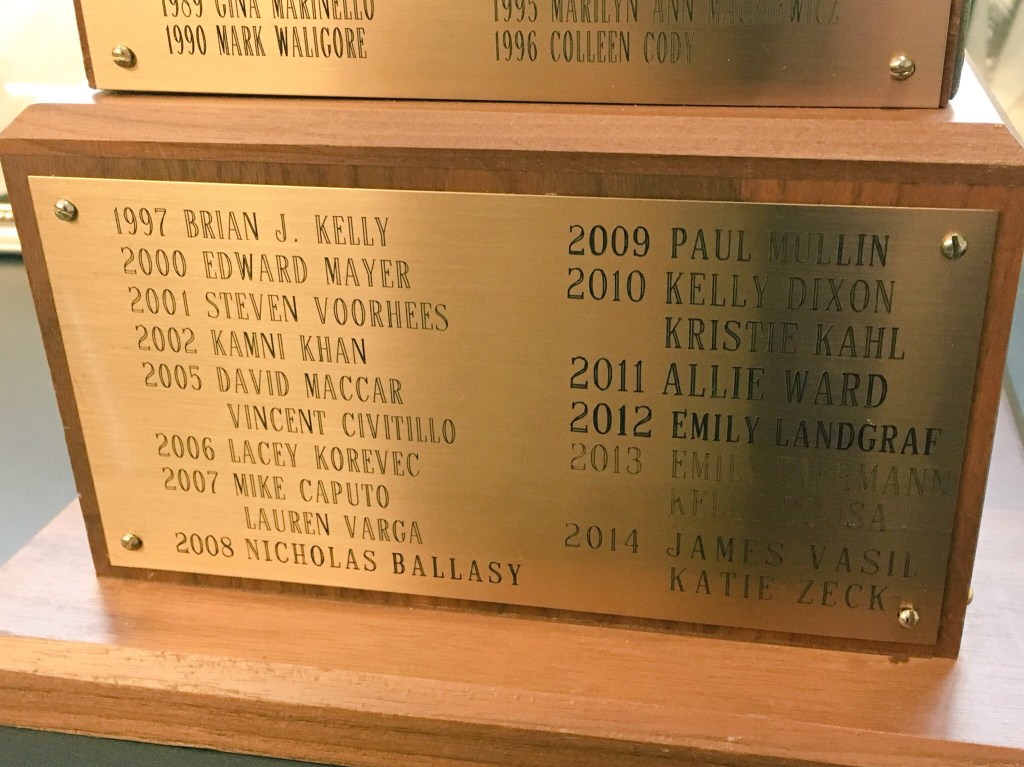 1989 GINA MARINELLO
1990 MARK WALIGORE
1995 MARILYN ANN
1996 COLLEEN CODY
1997 BRIAN J. KELLY
2000 EDWARD MAYER
2001 STEVEN VOORHEES
2002 KAMNI KHAN
2005 DAVID MACCAR
VINCENT CIVITILLO
2006 LACEY KOREVEC
2007 MIKE CAPUTO
LAUREN VARGA
2008 NICHOLAS BALLASY
2009 PAUL MULLIN
2010 KELLY DIXON
KRISTIE KAHL
2011 ALLIE WARD
2012 EMILY LANDGRAF
2013
2014 JAMES VASIL
KATIE ZECK